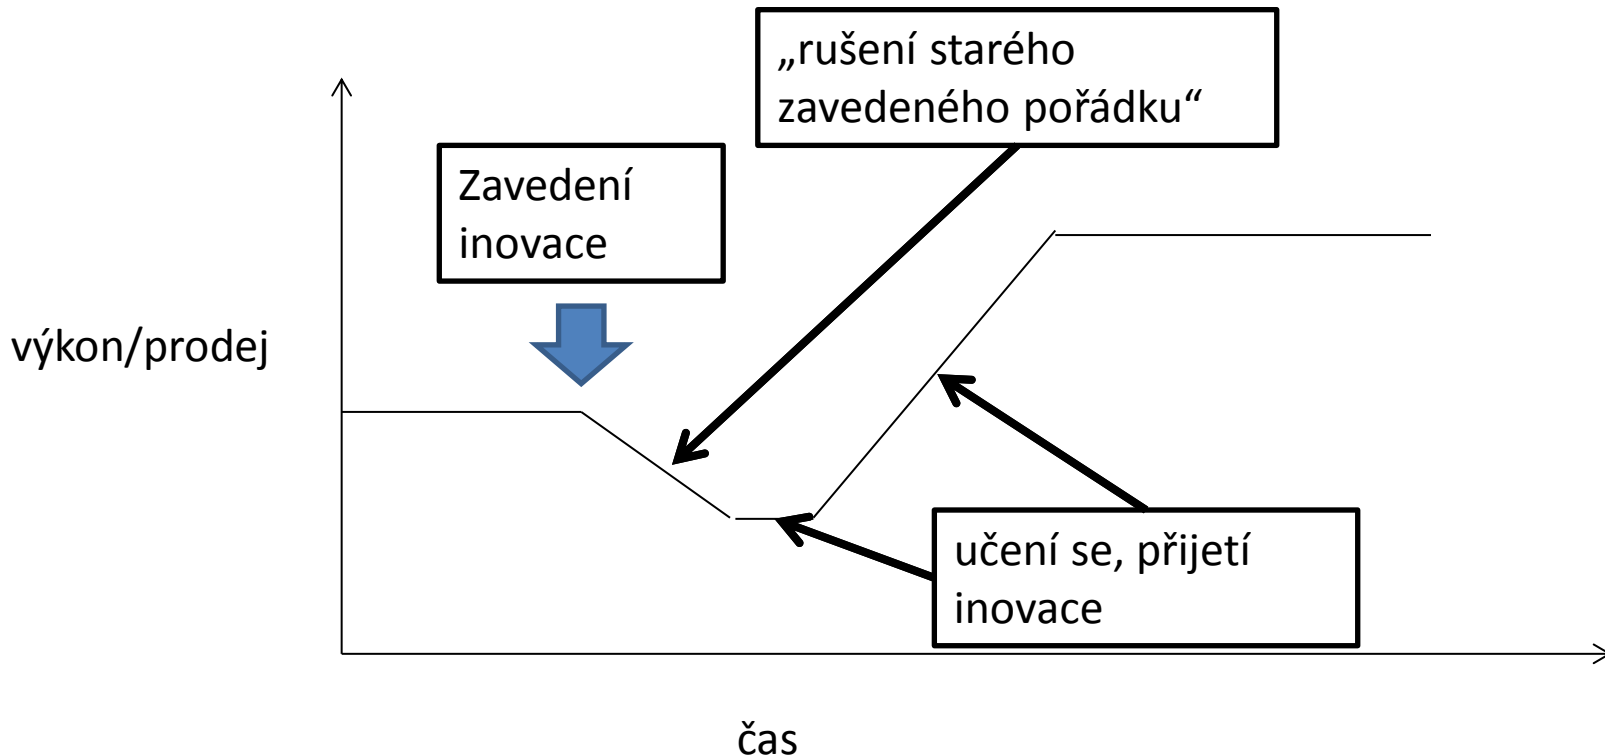 „rušení starého
zavedeného pořádku“
Zavedení
inovace
výkon/prodej
učení se, přijetí
inovace
čas